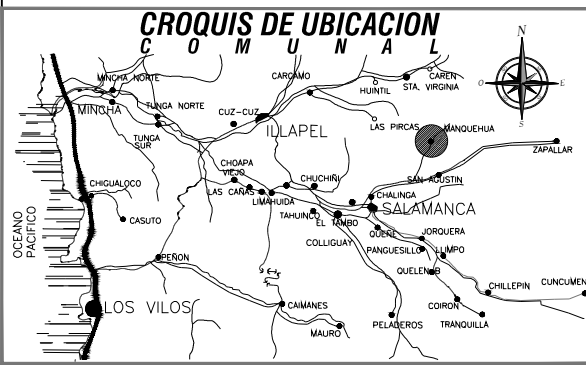 CROQUIS DE UBICACION
C O M U N A L
N
O
E
S
MINCHA NORTE
MINCHA
TUNGA NORTE
TUNGA
SUR
CUZ-CUZ
ILLAPEL
CARCAMO
HUINTIL
CAREN
STA. VIRGINIA
LAS PIRCAS
MANQUEHUA
ZAPALLAR
SAN AGUSTIN
CHOAPA
VIEJO
LAS CAÑAS
LIMAHUIDA
CHUCHIÑI
TAHUINCO
EL TAMBO
COLLIGUAY
CHALINGA
SALAMANCA
QUEÑE
JORQUERA
PANGUESILLO
LLIMPO
QUELEN B
CHILLEPIN
CUNCUMEN
COIRON
TRANQUILLA
PELADEROS
CHIGUALOCO
CASUTO
OCEANO
PACIFICO
PEÑON
LOS VILOS
CAIMANES
MAURO